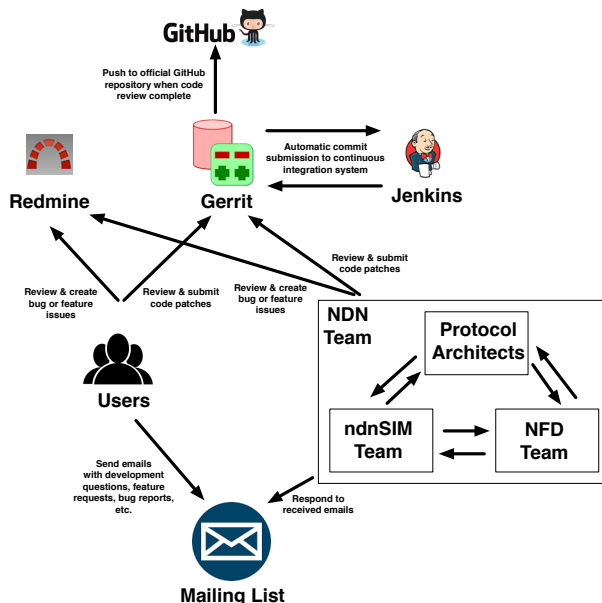 GitHub
Push to official GitHub
repository when code
review complete
Automatic commit
submission to continuous
integration system
Redmine
Gerrit
Jenkins
Review & submit
code patches
Review & create
bug or feature
issues
Review & submit
code patches
Review & create
bug or feature
issues
NDN
Team
Protocol
Architects
ndnSIM
Team
NFD
Team
Users
Send emails
with development
questions, feature
requests, bug reports,
etc.
Respond to
received emails
Mailing List